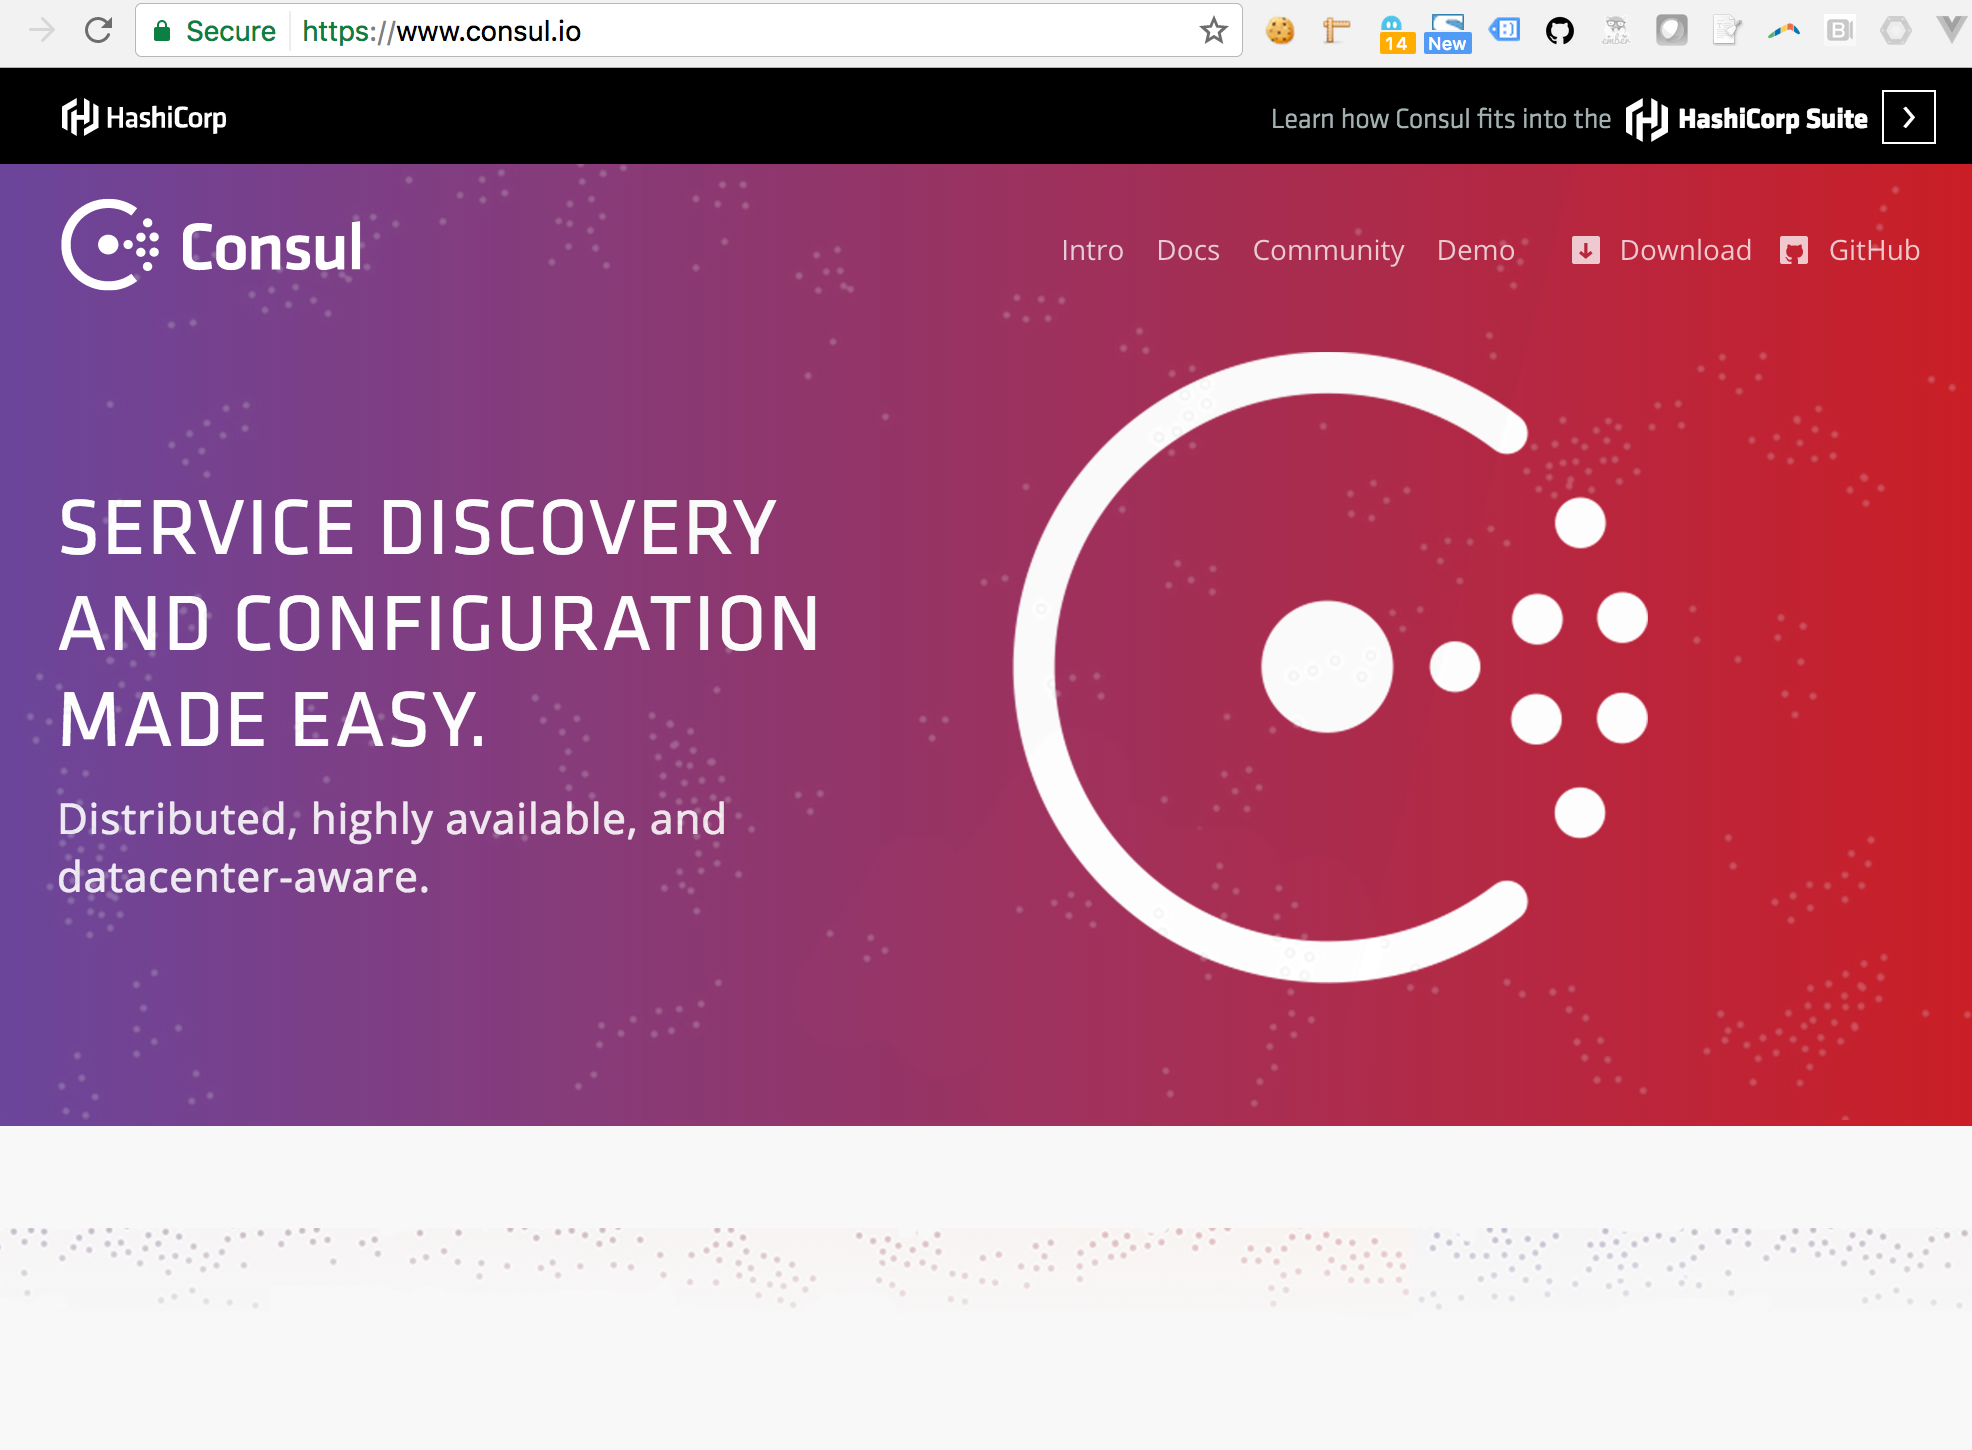 Secure https://www.consul.io
14
New
HashiCorp
Learn how Consul fits into the HashiCorp Suite
Consul
Intro Docs Community Demo Download GitHub
SERVICE DISCOVERY
AND CONFIGURATION
MADE EASY.
Distributed, highly available, and
datacenter-aware.